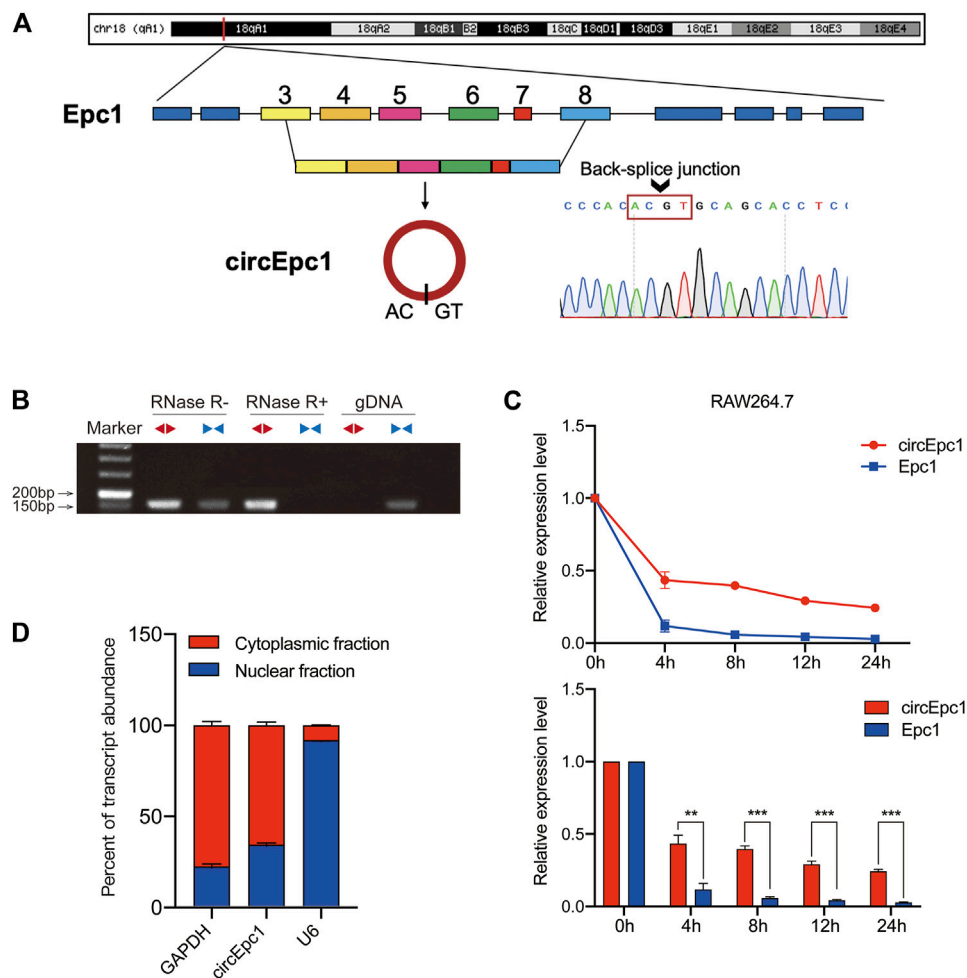 A
chr18 (qA1) 18qA1 18qA2 18qB1 B2 18qB3 18qC 18qD1 18qD3 18qE1 18qE2 18qE3 18qE4
Epc1
3 4 5 6 7 8
Back-splice junction
C C C A C A C G T G C A G C A C C T C
circEpc1
AC GT
B
RNase R- RNase R+ gDNA
Marker
200bp
150bp
C
RAW264.7
Relative expression level
1.5
1.0
0.5
0.0
0h 4h 8h 12h 24h
circEpc1
Epc1
Relative expression level
1.5
1.0
0.5
0.0
0h 4h 8h 12h 24h
circEpc1
Epc1
** *** *** ***
D
Percent of transcript abundance
150
100
50
0
Cytoplasmic fraction
Nuclear fraction
GAPDH circEpc1 U6